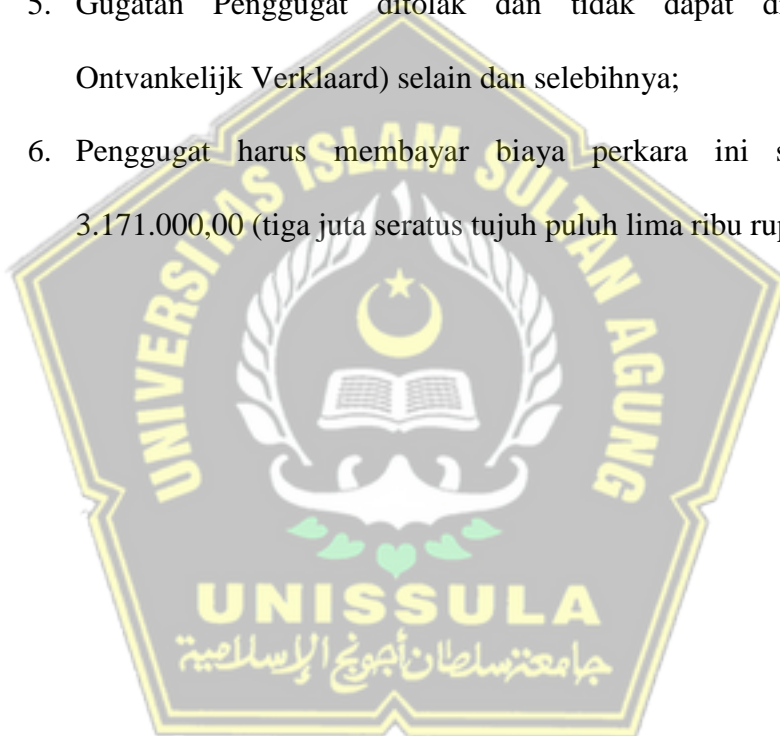 5. Gugatan Penggugat ditolak dan tidak dapat
Ontvankelijk Verklaard) selain dan selebihnya;
6. Penggugat harus membayar biaya perkara ini
3.171.000,00 (tiga juta seratus tujuh puluh lima ribu
UNIVERSITAS ISLAM SULTAN AGUNG
UNISSULA
جامعة سلطان أجونج الإسلامية